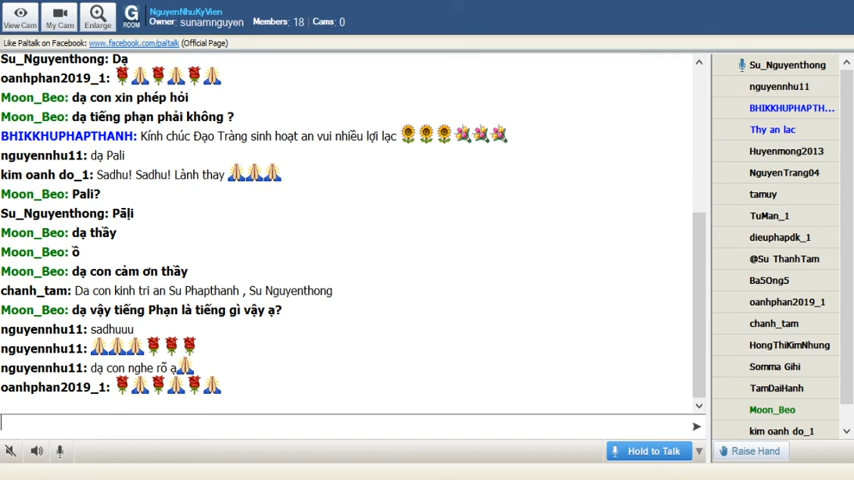 View Cam
My Cam
Enlarge
G
ROOM
NguyenNhuKyVien
Owner: sunamnguyen Members: 18 Cams: 0
Like Paltalk on Facebook: www.facebook.com/paltalk (Official Page)
Su_Nguyenthong: Dạ
oanhphan2019_1:
Moon_Beo: dạ con xin phép hỏi
Moon_Beo: dạ tiếng phạn phải không ?
BHIKKHUPHAPTHANH: Kính chúc Đạo Tràng sinh hoạt an vui nhiều lợi lạc
nguyennhu11: dạ Pali
kim oanh do_1: Sadhu! Sadhu! Lành thay
Moon_Beo: Pali?
Su_Nguyenthong: Pāḷi
Moon_Beo: dạ thầy
Moon_Beo: ồ
Moon_Beo: dạ con cảm ơn thầy
chanh_tam: Da con kinh tri an Su Phapthanh , Su Nguyenthong
Moon_Beo: dạ vậy tiếng Phạn là tiếng gì vậy ạ?
nguyennhu11: sadhuuu
nguyennhu11:
nguyennhu11: dạ con nghe rõ ạ
oanhphan2019_1:
Hold to Talk
Su_Nguyenthong
nguyennhu11
BHIKKHUPHAPTH...
Thy an lac
Huyenmong2013
NguyenTrang04
tamuy
TuMan_1
dieuphapdk_1
@Su ThanhTam
Ba5Ong5
oanhphan2019_1
chanh_tam
HongThiKimNhung
Somma Gihi
TamDaiHanh
Moon_Beo
kim oanh do_1
Raise Hand